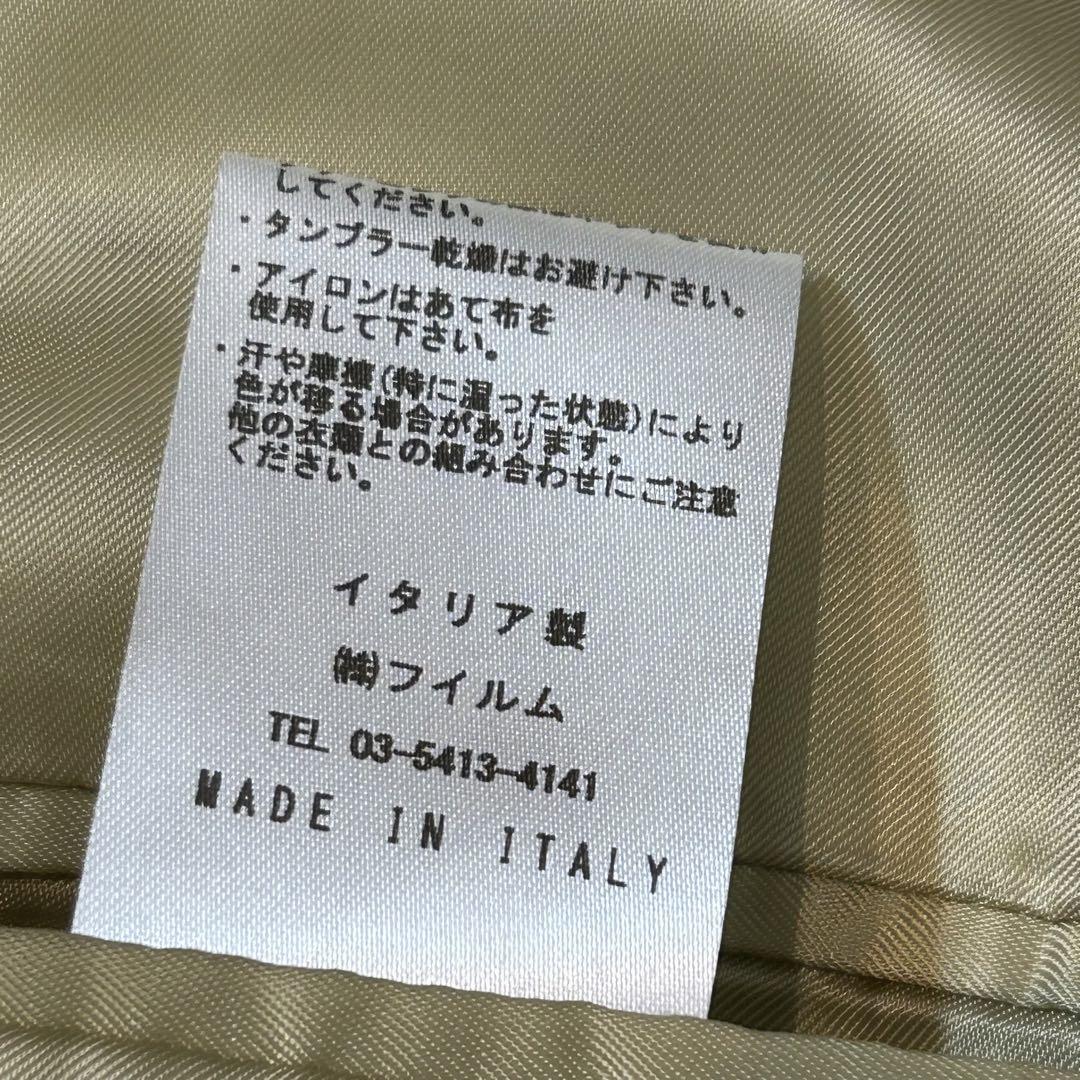 してください。
・タンブラー乾燥はお避け下さい。
・アイロンはあて布を
使用して下さい。
・汗や摩擦(特に湿った状態)により
色が移る場合があります。
他の衣類との組み合わせにご注意
ください。
イタリア製
㈱フイルム
TEL 03-5413-4141
MADE IN ITALY